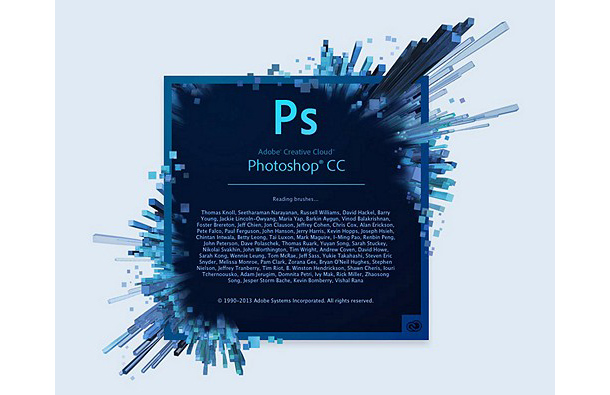 Ps
Adobe® Creative Cloud™
Photoshop® CC
Reading brushes...
Thomas Knoll, Seetharaman Narayanan, Russell Williams, David Hackel, Barry
Young, Jackie Lincoln-Owyang, Maria Yap, Barkin Aygun, Vinod Balakrishnan,
Foster Brereton, Jeff Chien, Jon Clauson, Jeffrey Cohen, Chris Cox, Alan Erickson,
Pete Falco, Paul Ferguson, John Hanson, Jerry Harris, Kevin Hopps, Joseph Hsieh,
Chintan Intwala, Betty Leong, Tai Luxon, Mark Maguire, I-Ming Pao, Renbin Peng,
John Peterson, Dave Polaschek, Thomas Ruark, Yuyan Song, Sarah Stuckey,
Nikolai Svakhin, John Worthington, Tim Wright, Andrew Coven, David Howe,
Sarah Kong, Wennie Leung, Tom McRae, Jeff Sass, Yukie Takahashi, Steven Eric
Snyder, Melissa Monroe, Pam Clark, Zorana Gee, Bryan O'Neil Hughes, Stephen
Nielson, Jeffrey Tranberry, Tim Riot, B. Winston Hendrickson, Shawn Cheris, Iouri
Tchernoousko, Adam Jerugim, Domnita Petri, Ivy Mak, Rick Miller, Zhaosong
Song, Jesper Storm Bache, Kevin Bomberry, Vishal Rana
© 1990-2013 Adobe Systems Incorporated. All rights reserved.